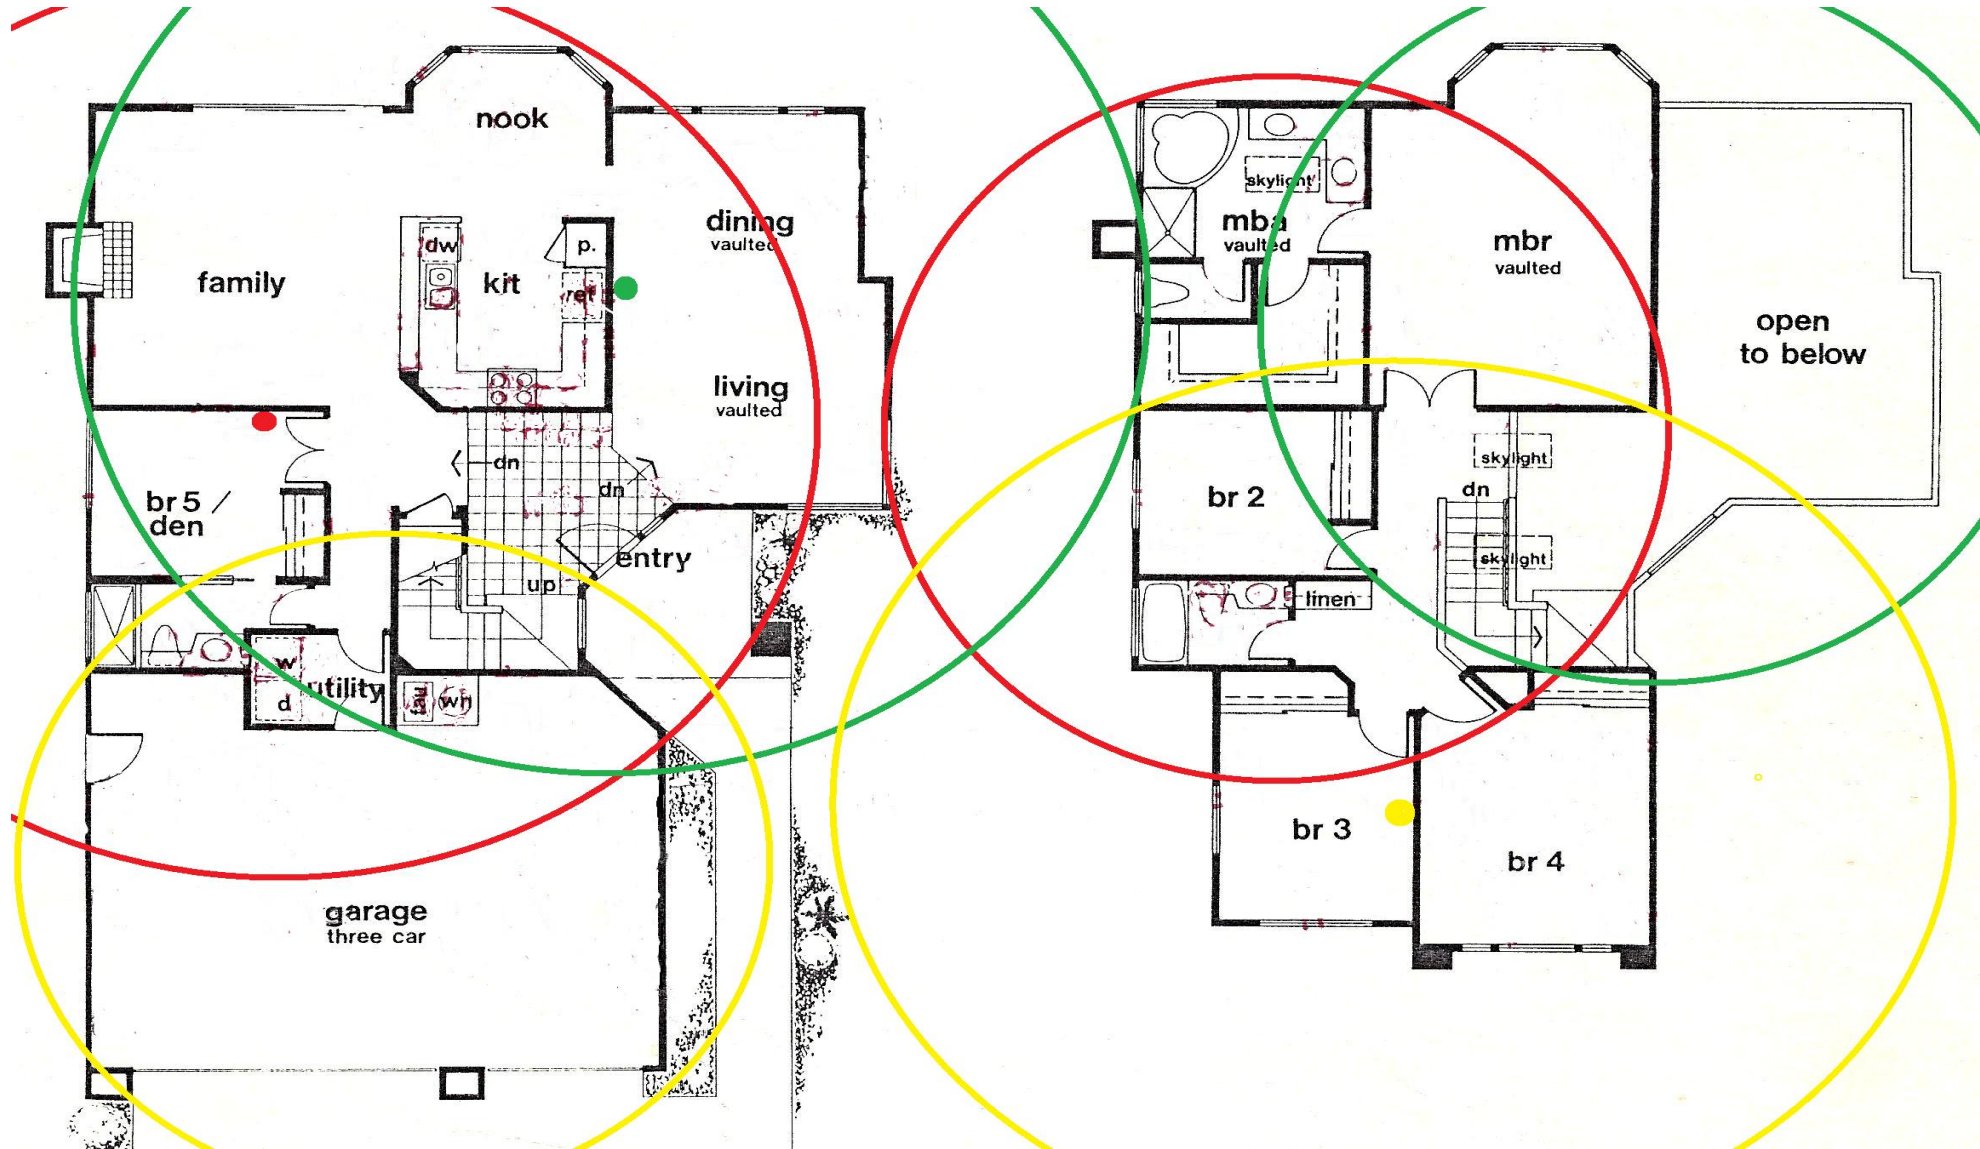 nook
dining
vaulted
dw
p.
family
kit
ref
living
vaulted
dn
dn
br 5 /
den
entry
up
w
d
utility
wh
garage
three car
skylight
mba
vaulted
mbr
vaulted
open
to below
skylight
dn
br 2
skylight
linen
br 3
br 4